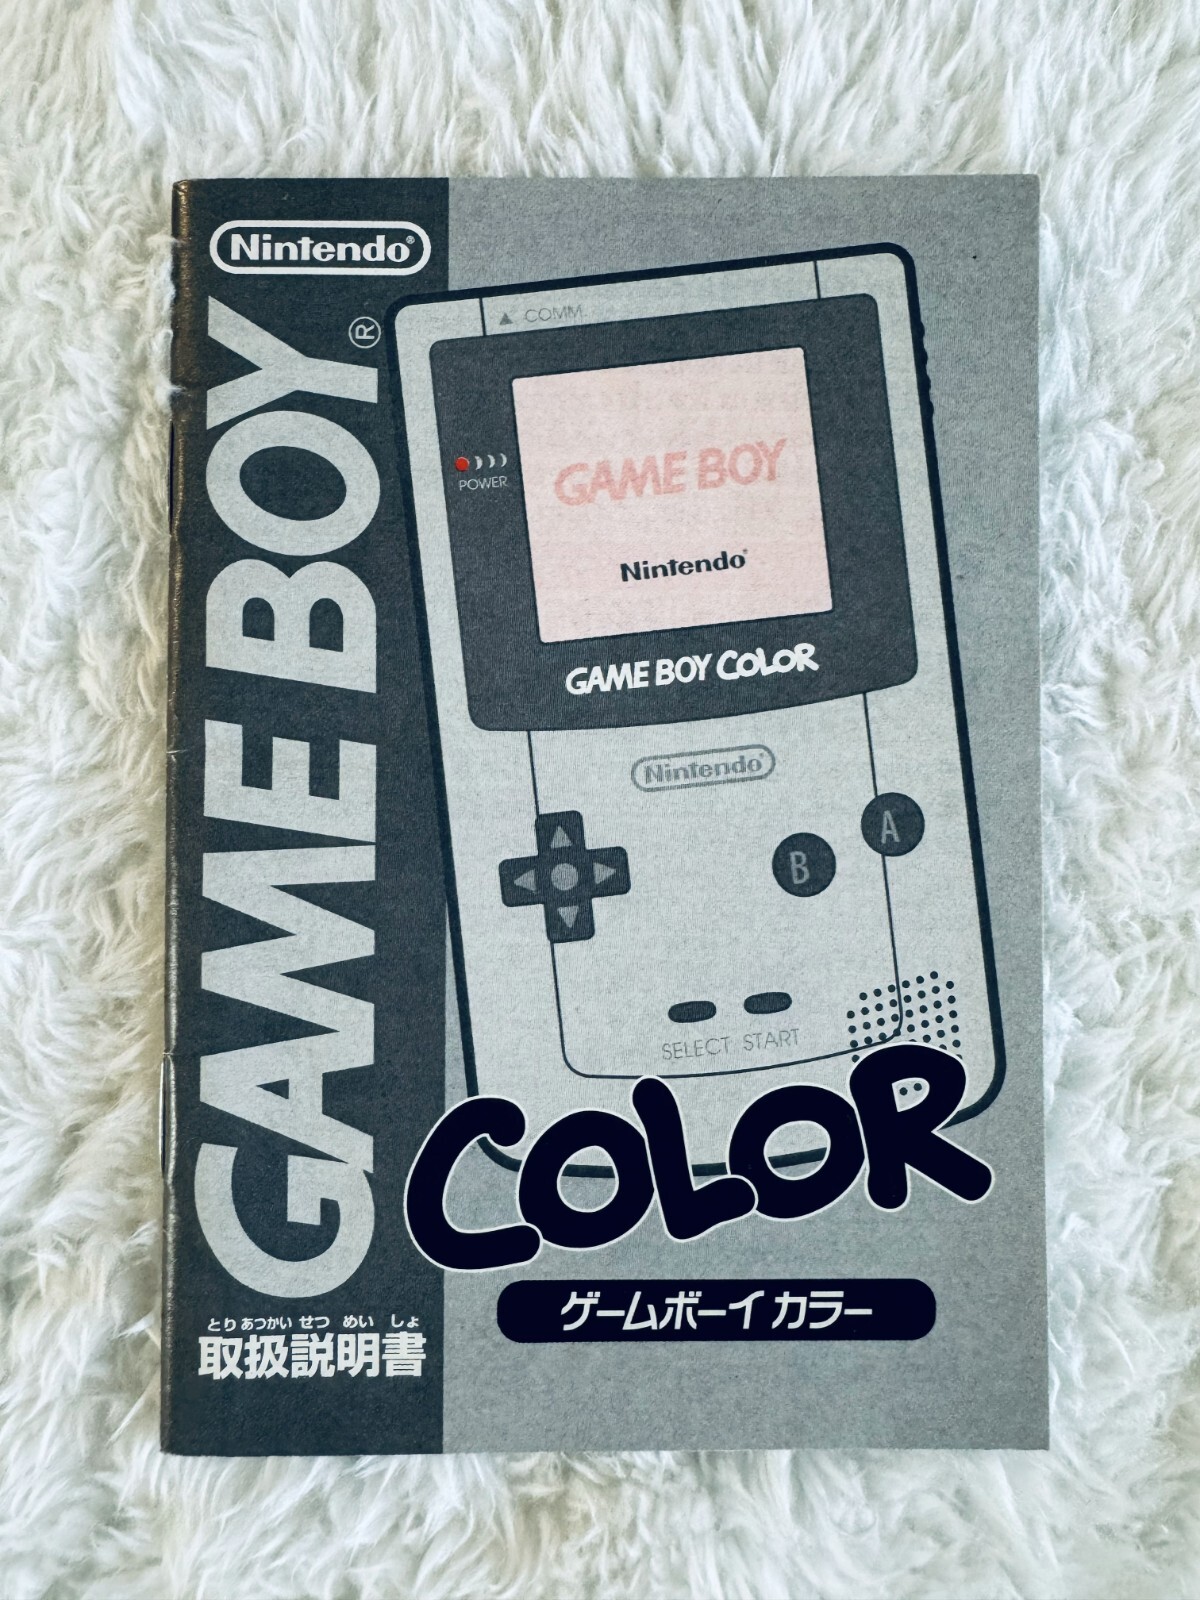 Nintendo®
GAME BOY®
▲ COMM.
POWER
GAME BOY
Nintendo®
GAME BOY COLOR
Nintendo®
A
B
SELECT START
COLOR
ゲームボーイ カラー
とりあつかい せつ めい しょ
取扱説明書